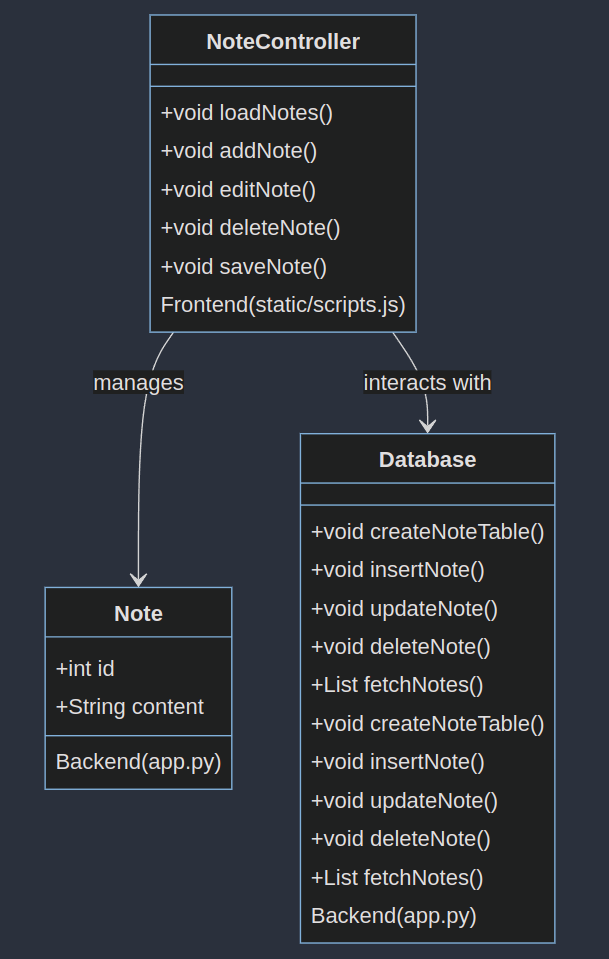 NoteController
+void loadNotes()
+void addNote()
+void editNote()
+void deleteNote()
+void saveNote()
Frontend(static/scripts.js)
manages
interacts with
Database
+void createNoteTable()
+void insertNote()
+void updateNote()
+void deleteNote()
+List fetchNotes()
+void createNoteTable()
+void insertNote()
+void updateNote()
+void deleteNote()
+List fetchNotes()
Backend(app.py)
Note
+int id
+String content
Backend(app.py)